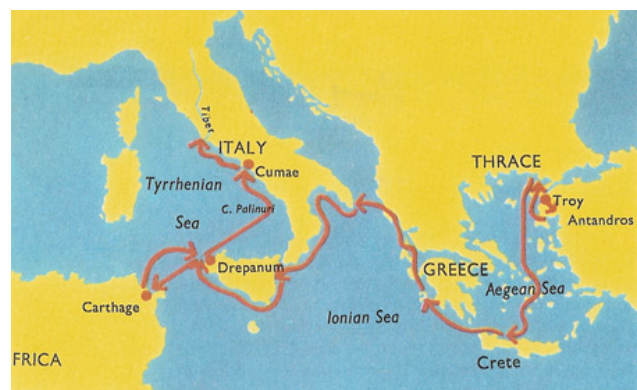 Tiber
ITALY
Cumae
THRACE
Tyrrhenian
Sea
C. Palinuri
Troy
Antandros
Drepanum
GREECE
Aegean Sea
Carthage
Ionian Sea
FRICA
Crete